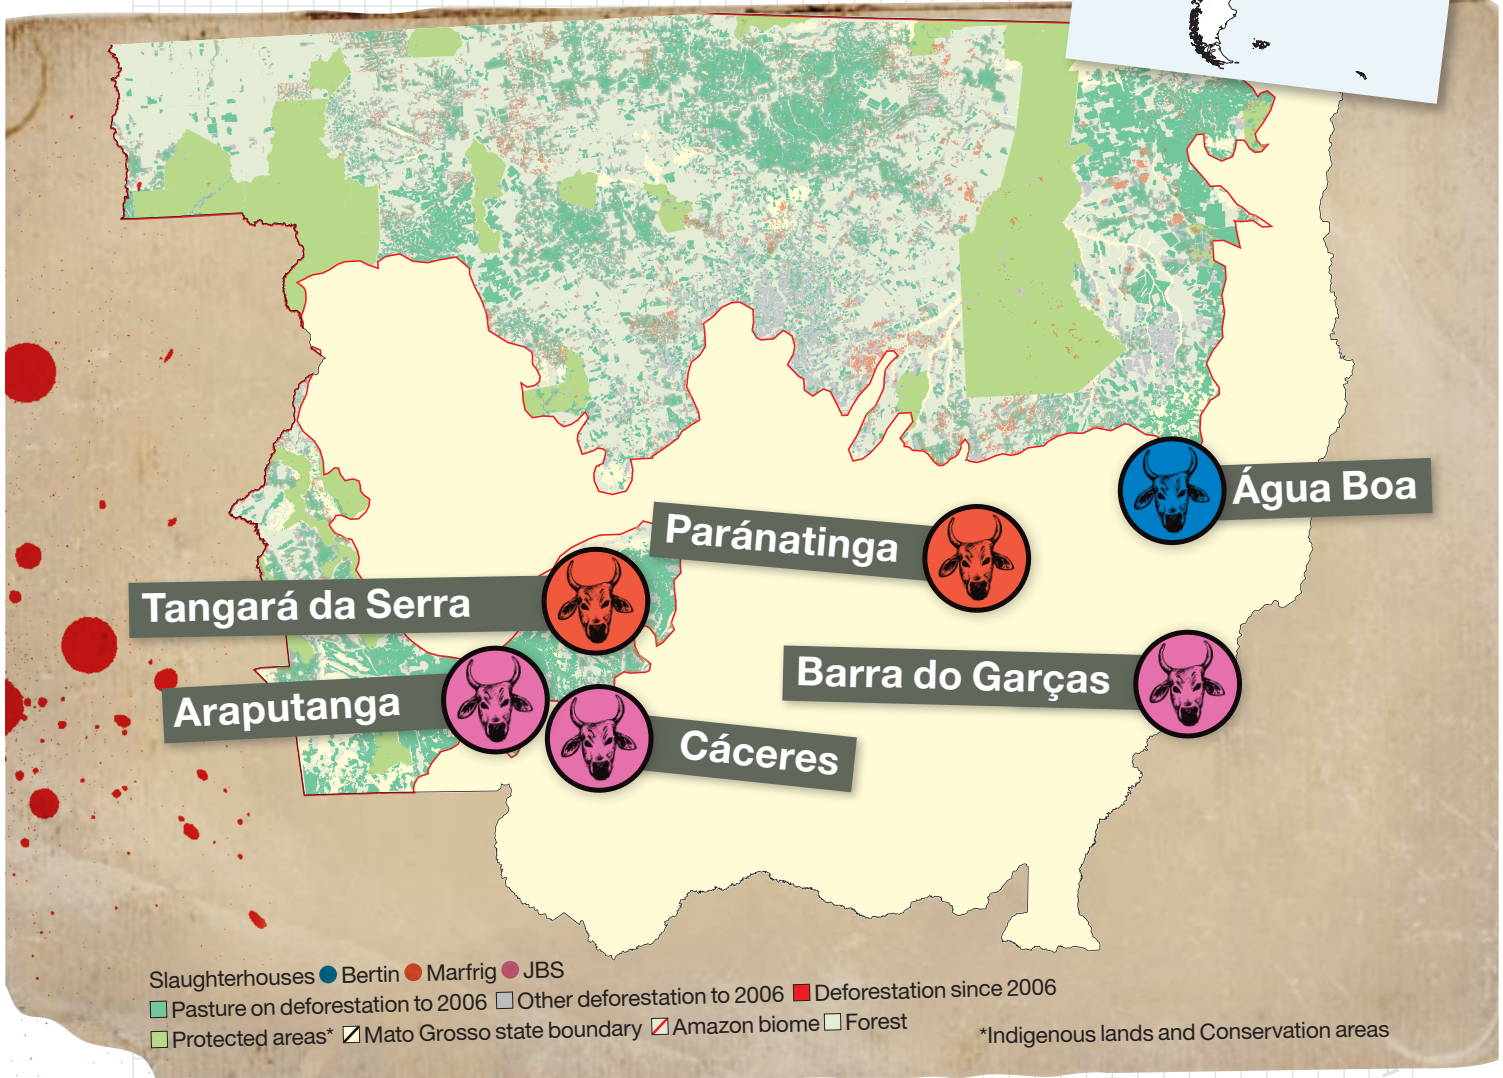 Água Boa
Paránatinga
Tangará da Serra
Barra do Garças
Araputanga
Cáceres
Slaughterhouses Bertin Marfrig JBS
Pasture on deforestation to 2006 Other deforestation to 2006 Deforestation since 2006
Protected areas* Mato Grosso state boundary Amazon biome Forest
*Indigenous lands and Conservation areas